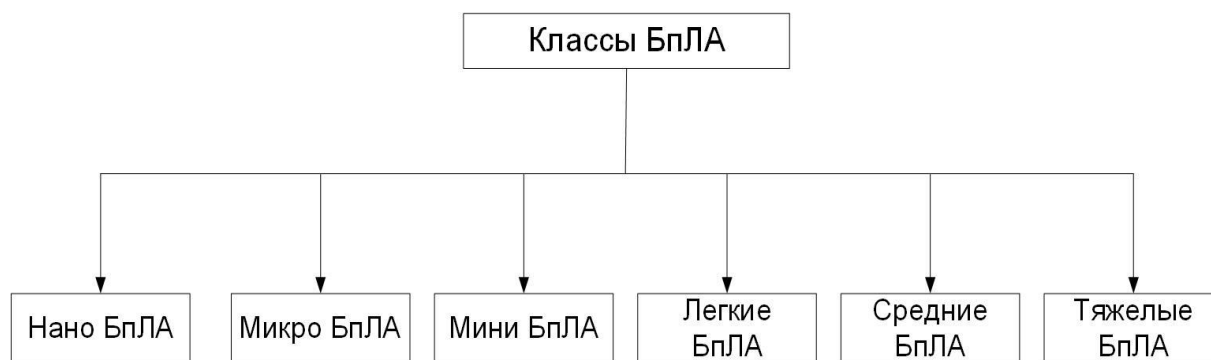 Классы БпЛА
Нано БпЛА
Микро БпЛА
Мини БпЛА
Легкие
БпЛА
Средние
БпЛА
Тяжелые
БпЛА